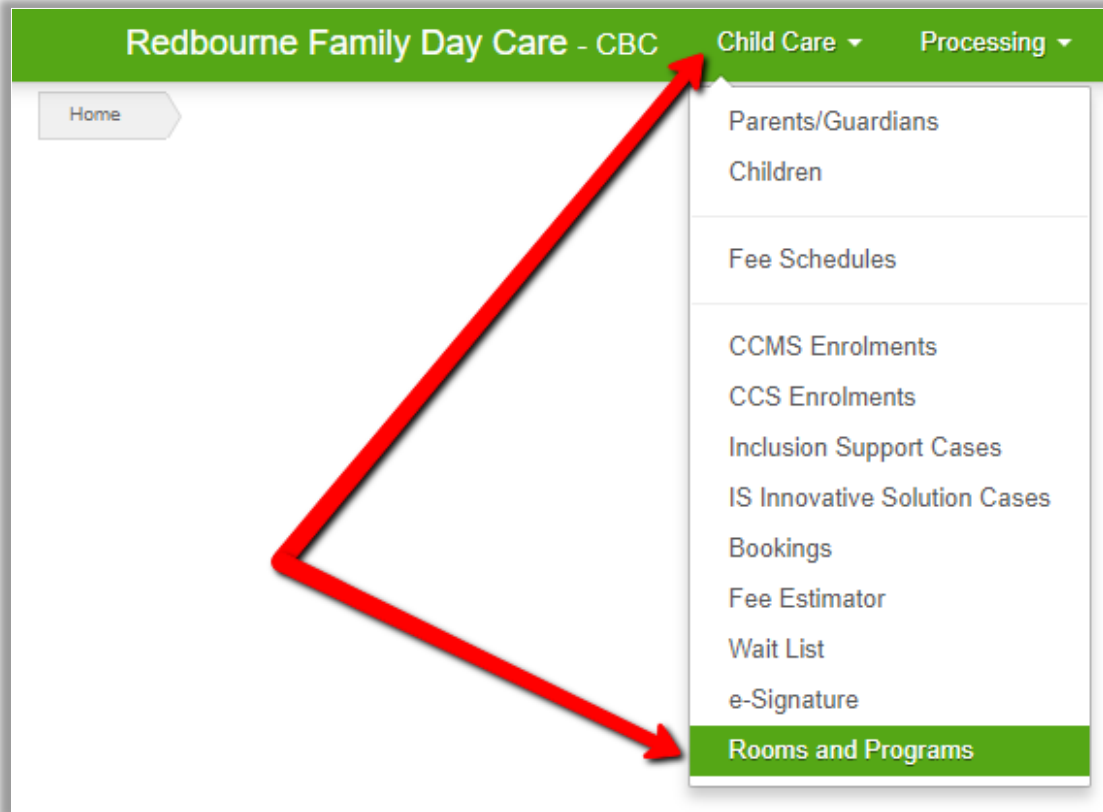 Redbourne Family Day Care - CBC Child Care Processing
Home
Parents/Guardians
Children
Fee Schedules
CCMS Enrolments
CCS Enrolments
Inclusion Support Cases
IS Innovative Solution Cases
Bookings
Fee Estimator
Wait List
e-Signature
Rooms and Programs